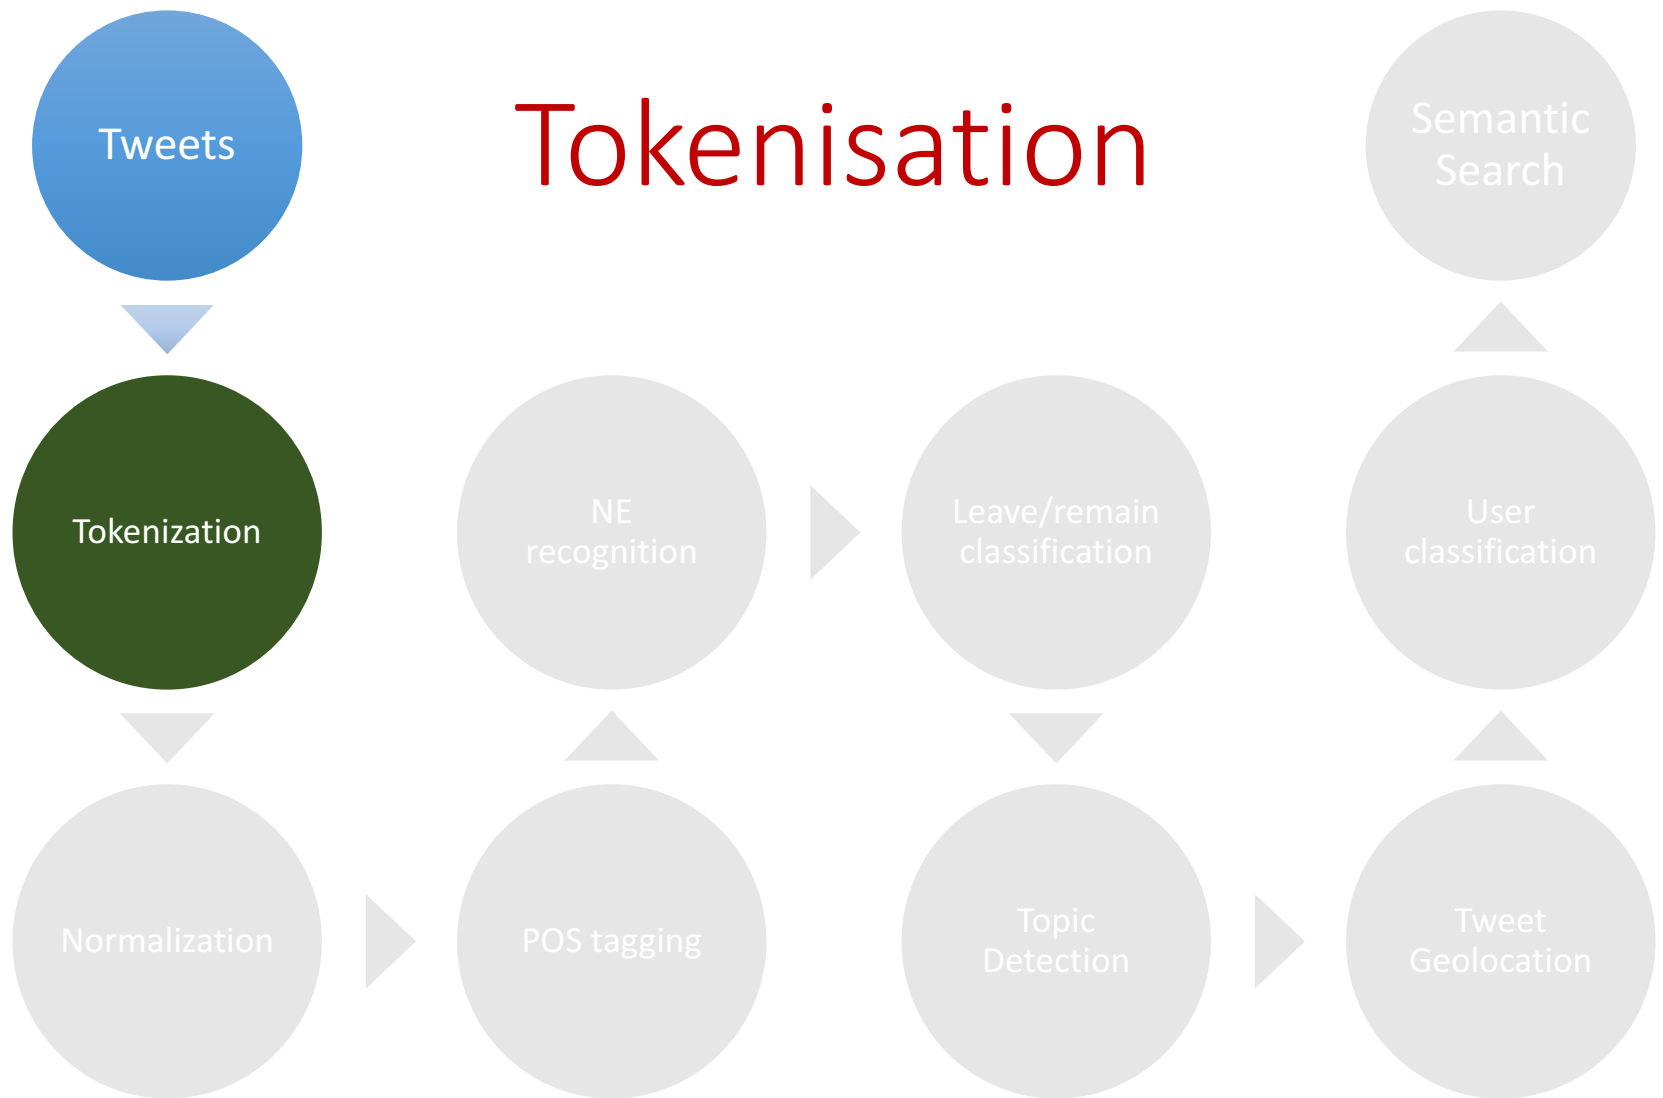 Tokenisation
Tweets
Tokenization
Normalization
POS tagging
NE
recognition
Leave/remain
classification
Topic
Detection
Tweet
Geolocation
User
classification
Semantic
Search